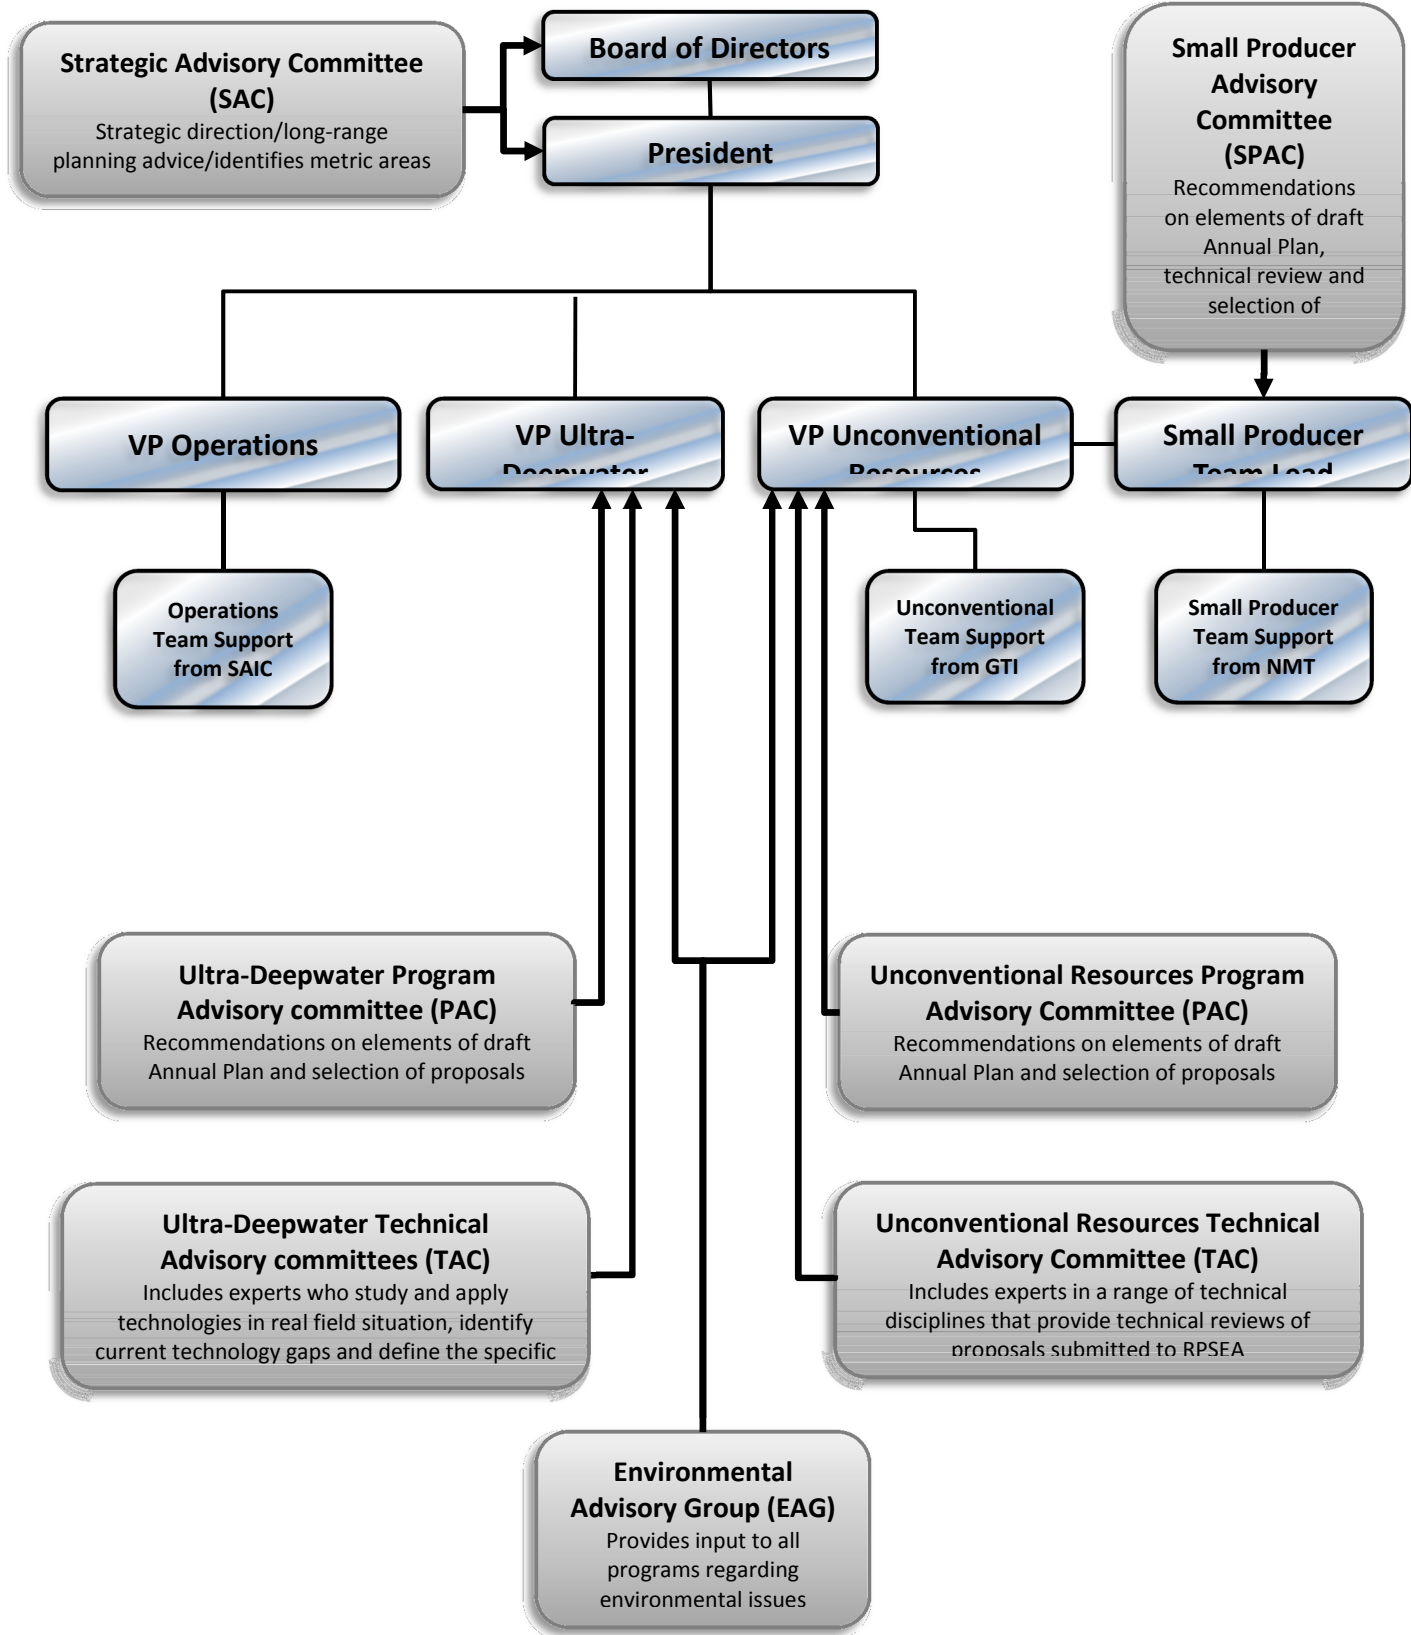 Strategic Advisory Committee
(SAC)
Strategic direction/long-range
planning advice/identifies metric areas
Board of Directors
President
Small Producer
Advisory
Committee
(SPAC)
Recommendations
on elements of draft
Annual Plan,
technical review and
selection of
VP Operations
VP Ultra-
Deepwater
VP Unconventional
Resources
Small Producer
Team Lead
Operations
Team Support
from SAIC
Unconventional
Team Support
from GTI
Small Producer
Team Support
from NMT
Ultra-Deepwater Program
Advisory committee (PAC)
Recommendations on elements of draft
Annual Plan and selection of proposals
Unconventional Resources Program
Advisory Committee (PAC)
Recommendations on elements of draft
Annual Plan and selection of proposals
Ultra-Deepwater Technical
Advisory committees (TAC)
Includes experts who study and apply
technologies in real field situation, identify
current technology gaps and define the specific
Unconventional Resources Technical
Advisory Committee (TAC)
Includes experts in a range of technical
disciplines that provide technical reviews of
proposals submitted to RPSEA
Environmental
Advisory Group (EAG)
Provides input to all
programs regarding
environmental issues